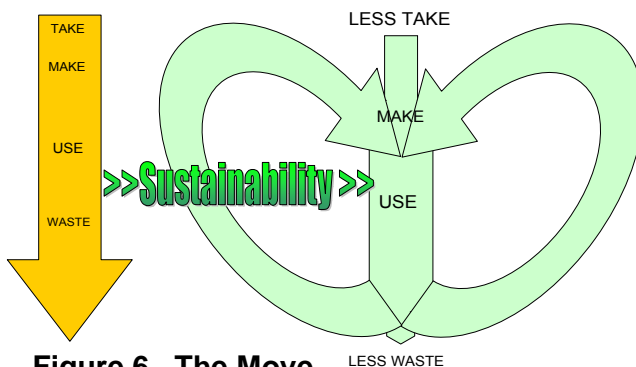 TAKE
MAKE
USE
WASTE
>>Sustainability>>
LESS TAKE
MAKE
USE
LESS WASTE
Figure 6 The Move